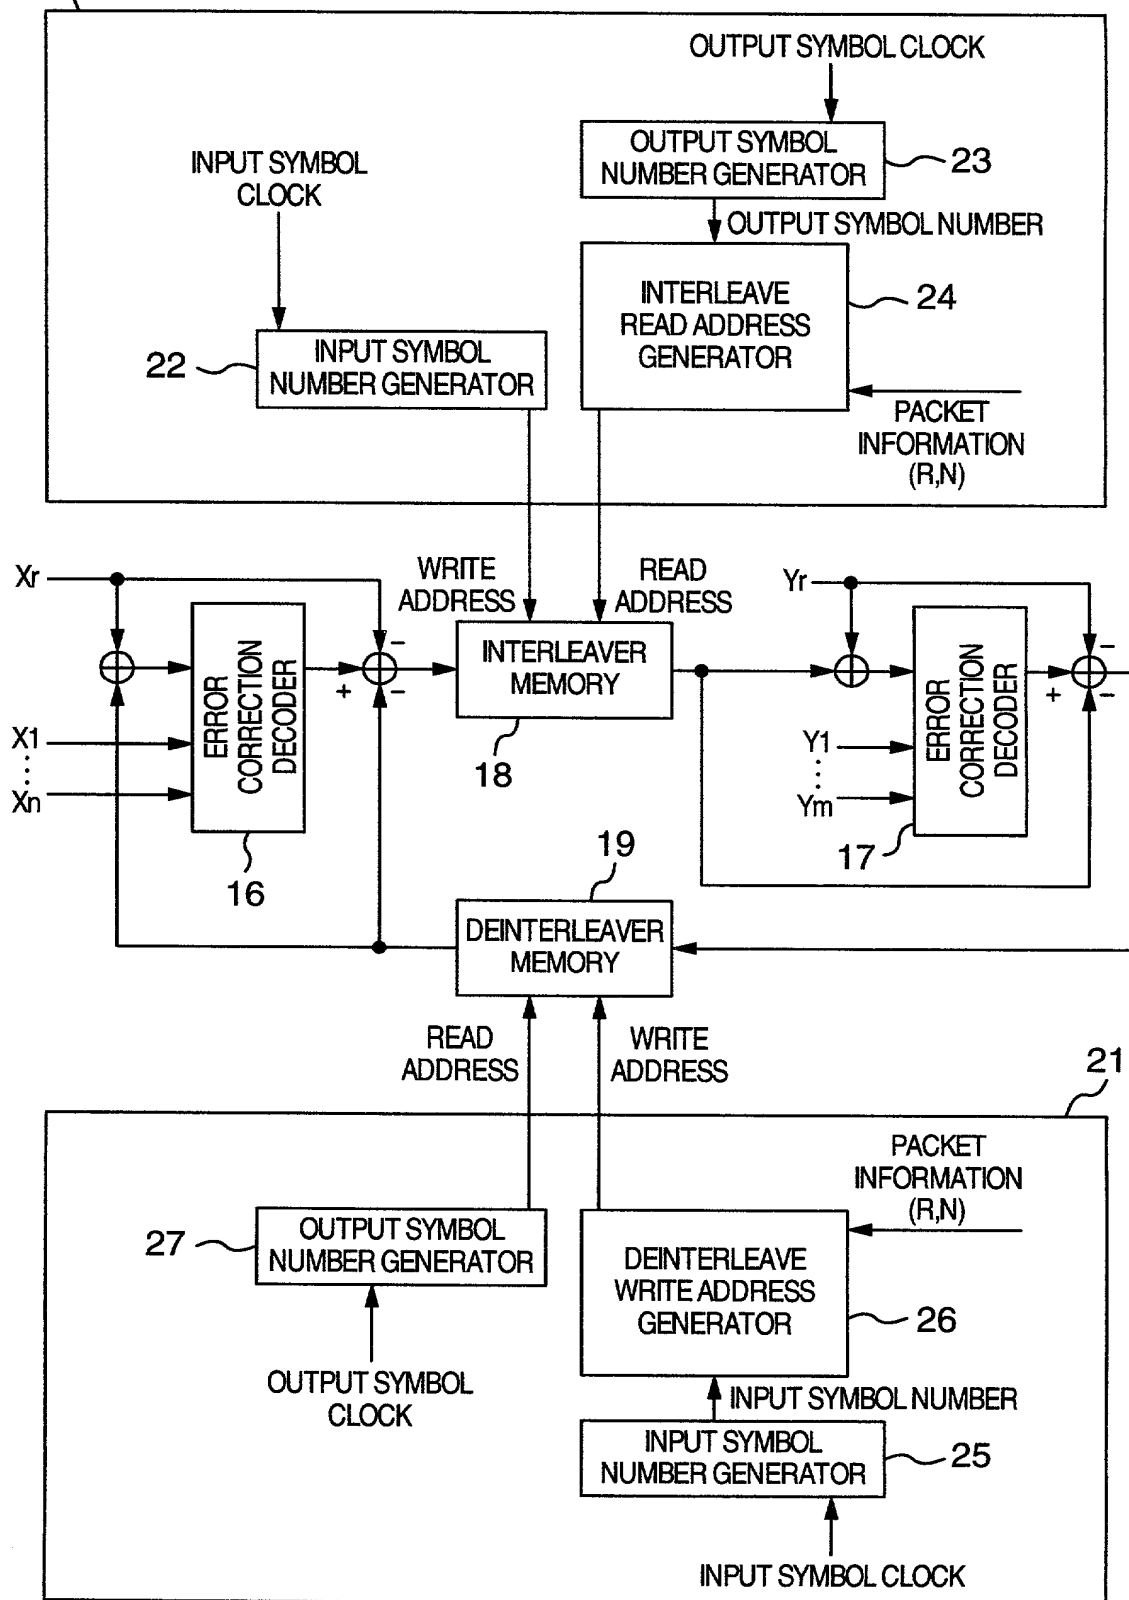 OUTPUT SYMBOL CLOCK
OUTPUT SYMBOL
NUMBER GENERATOR
23
INPUT SYMBOL
CLOCK
OUTPUT SYMBOL NUMBER
INTERLEAVE
READ ADDRESS
GENERATOR
24
22
INPUT SYMBOL
NUMBER GENERATOR
PACKET
INFORMATION
(R,N)
Xr
WRITE
ADDRESS
READ
ADDRESS
Yr
ERROR
CORRECTION
DECODER
+
-
-
INTERLEAVER
MEMORY
18
ERROR
CORRECTION
DECODER
+
-
-
X1
Xn
Y1
Ym
16
17
19
DEINTERLEAVER
MEMORY
READ
ADDRESS
WRITE
ADDRESS
21
PACKET
INFORMATION
(R,N)
27
OUTPUT SYMBOL
NUMBER GENERATOR
DEINTERLEAVE
WRITE ADDRESS
GENERATOR
26
OUTPUT SYMBOL
CLOCK
INPUT SYMBOL NUMBER
INPUT SYMBOL
NUMBER GENERATOR
25
INPUT SYMBOL CLOCK